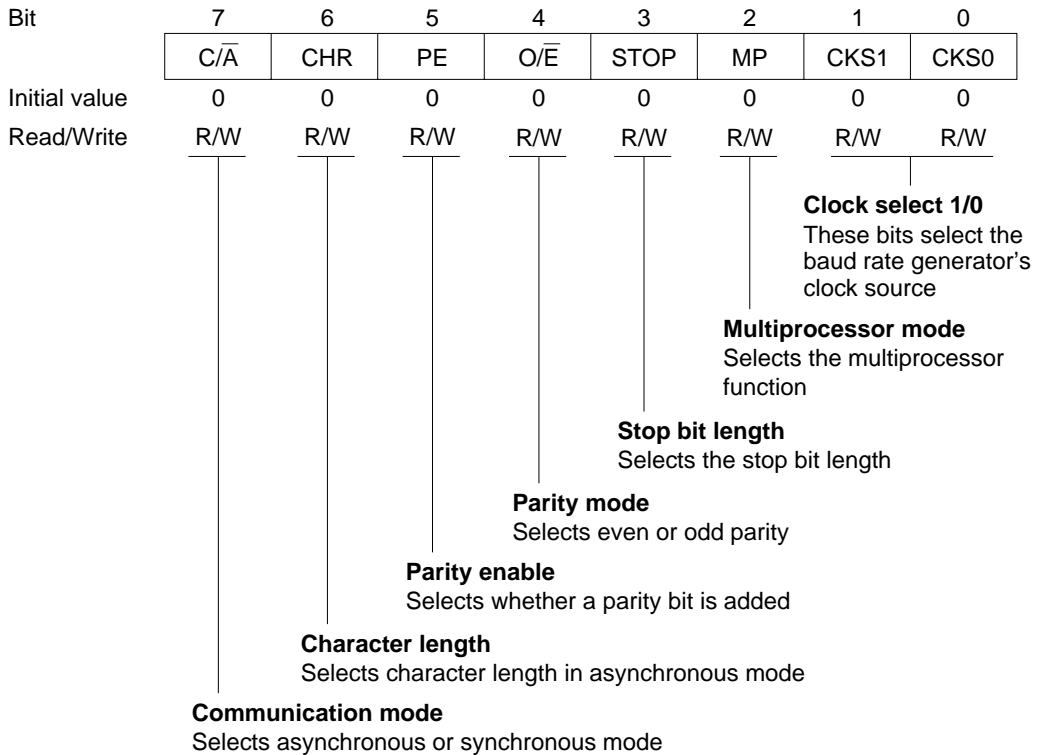 Bit 7 6 5 4 3 2 1 0
C/A̅ CHR PE O/E̅ STOP MP CKS1 CKS0
Initial value 0 0 0 0 0 0 0 0
Read/Write R/W R/W R/W R/W R/W R/W R/W R/W
Clock select 1/0
These bits select the
baud rate generator’s
clock source
Multiprocessor mode
Selects the multiprocessor
function
Stop bit length
Selects the stop bit length
Parity mode
Selects even or odd parity
Parity enable
Selects whether a parity bit is added
Character length
Selects character length in asynchronous mode
Communication mode
Selects asynchronous or synchronous mode